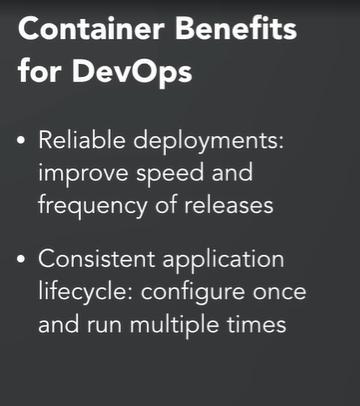 Container Benefits
for DevOps
• Reliable deployments:
improve speed and
frequency of releases
• Consistent application
lifecycle: configure once
and run multiple times